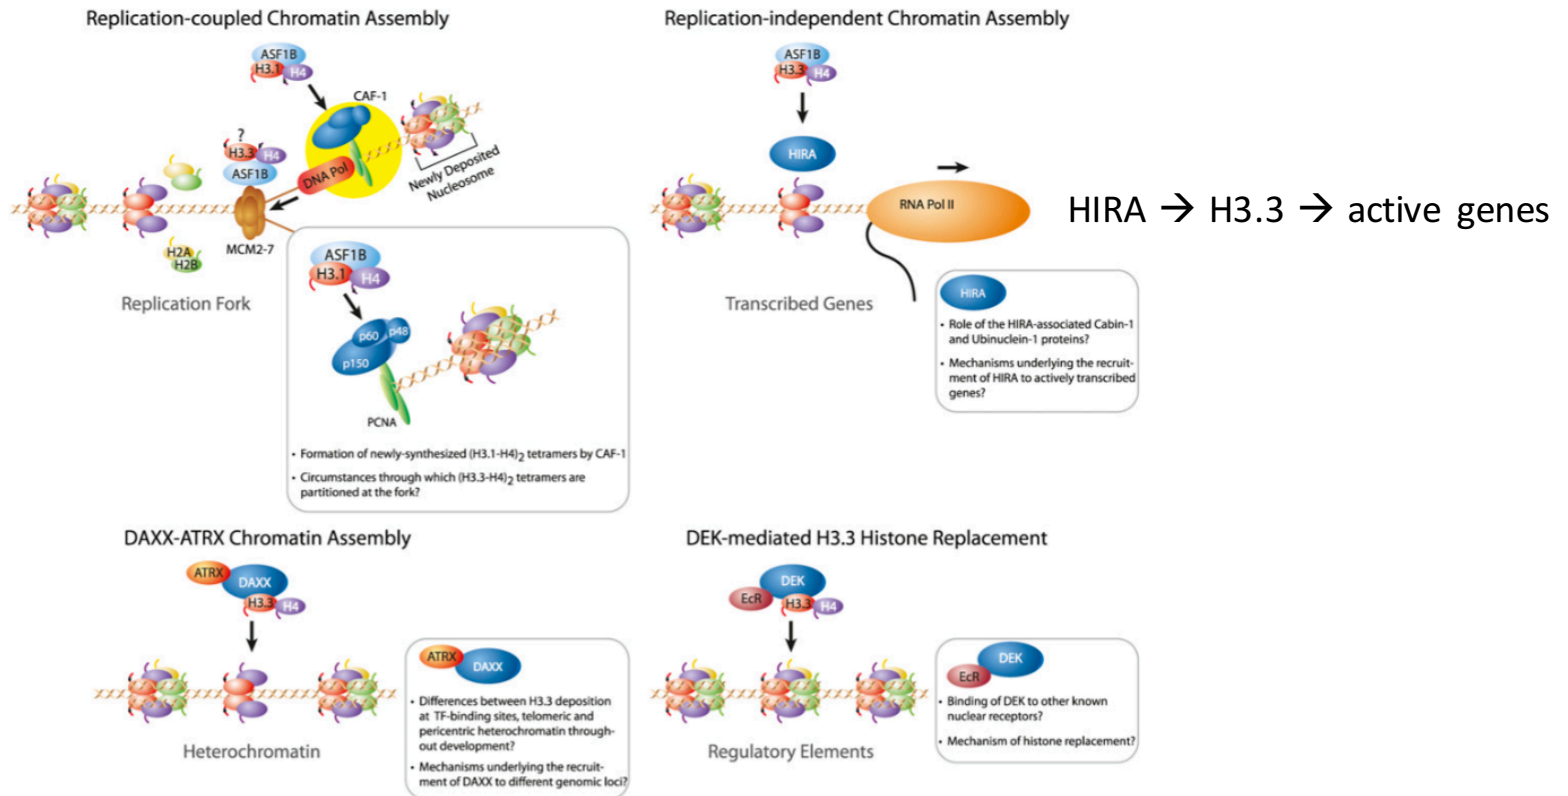 Replication-coupled Chromatin Assembly
ASF1B
H3.1
H4
CAF-1
?
H3.3
H4
ASF1B
DNA Pol
Newly Deposited
Nucleosome
H2A
H2B
MCM2-7
Replication Fork
ASF1B
H3.1
H4
p60
p48
p150
PCNA
• Formation of newly-synthesized (H3.1-H4)2 tetramers by CAF-1
• Circumstances through which (H3.3-H4)2 tetramers are
partitioned at the fork?
Replication-independent Chromatin Assembly
ASF1B
H3.3
H4
HIRA
RNA Pol II
Transcribed Genes
HIRA
• Role of the HIRA-associated Cabin-1
and Ubinuclein-1 proteins?
• Mechanisms underlying the recruit-
ment of HIRA to actively transcribed
genes?
HIRA → H3.3 → active genes
DAXX-ATRX Chromatin Assembly
ATRX
DAXX
H3.3
H4
Heterochromatin
ATRX
DAXX
• Differences between H3.3 deposition
at TF-binding sites, telomeric and
pericentric heterochromatin through-
out development?
• Mechanisms underlying the recruit-
ment of DAXX to different genomic loci?
DEK-mediated H3.3 Histone Replacement
DEK
EcR
H3.3
H4
Regulatory Elements
DEK
EcR
• Binding of DEK to other known
nuclear receptors?
• Mechanism of histone replacement?